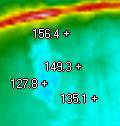 156.4 +
149.3 +
127.8 +
135.1 +